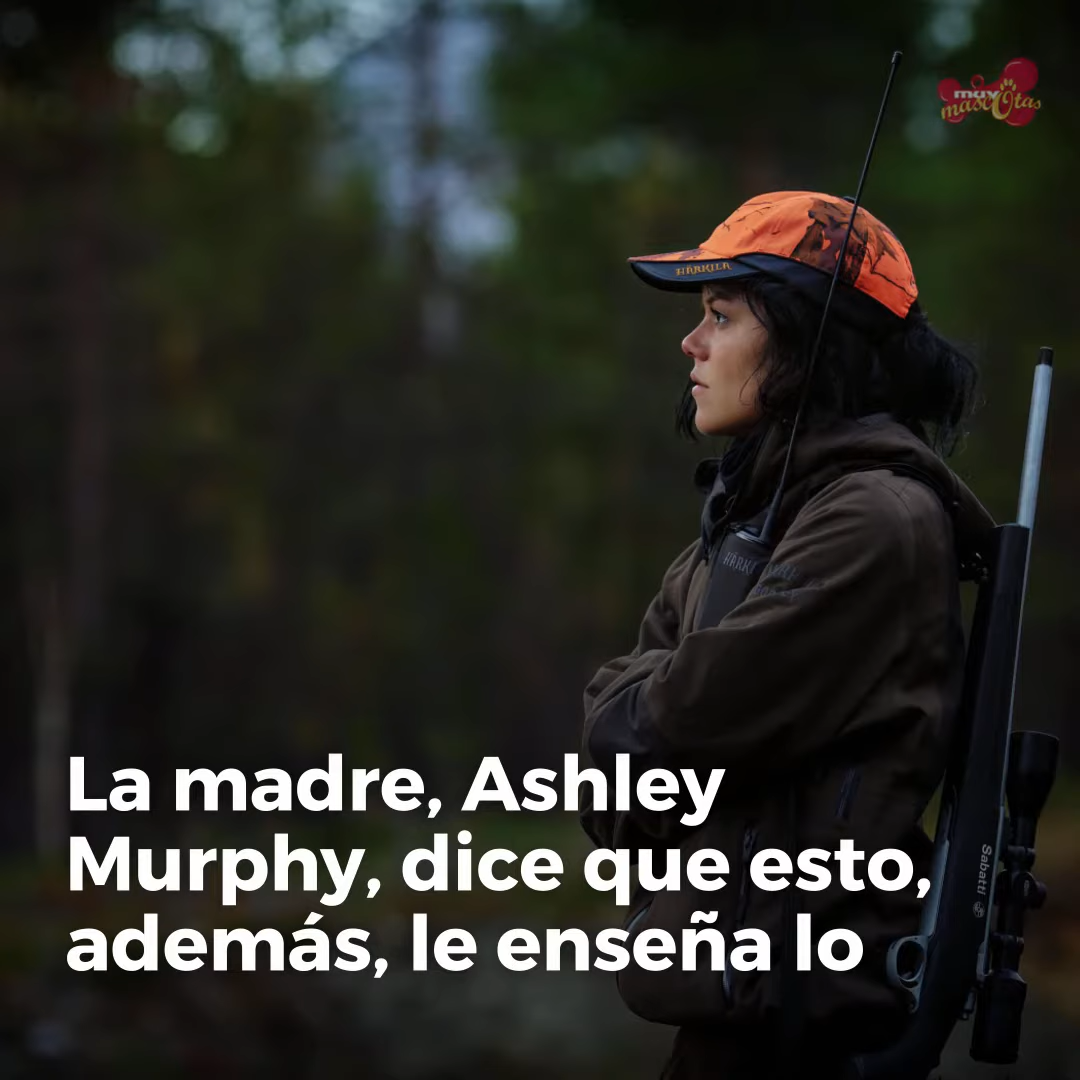 muy
mascotas
HÄRKILA
La madre, Ashley
Murphy, dice que esto,
además, le enseña lo
Sabatti